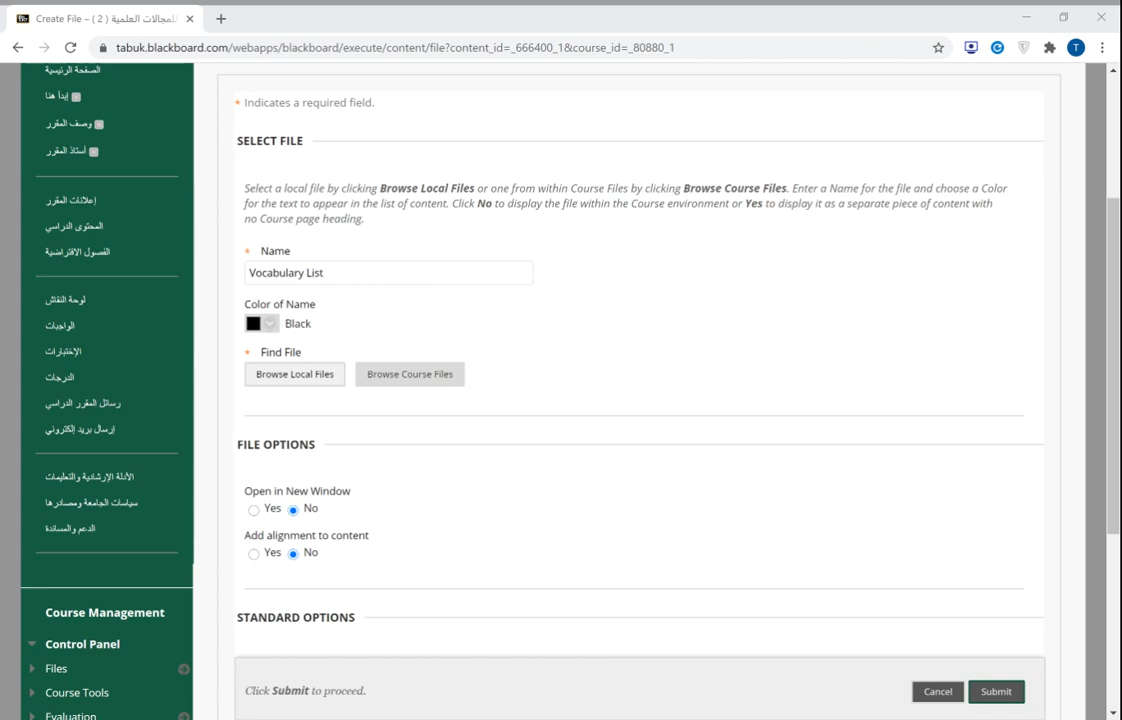 Create File – ( 2 ) للمجالات العلمية
tabuk.blackboard.com/webapps/blackboard/execute/content/file?content_id=_666400_1&course_id=_80880_1
T
الصفحة الرئيسية
إبدأ هنا
وصف المقرر
أستاذ المقرر
إعلانات المقرر
المحتوى الدراسي
الفصول الافتراضية
لوحة النقاش
الواجبات
الإختبارات
الدرجات
رسائل المقرر الدراسي
إرسال بريد إلكتروني
الأدلة الإرشادية والتعليمات
سياسات الجامعة ومصادرها
الدعم والمساندة
Course Management
Control Panel
Files
Course Tools
Evaluation
* Indicates a required field.
SELECT FILE
Select a local file by clicking Browse Local Files or one from within Course Files by clicking Browse Course Files. Enter a Name for the file and choose a Color
for the text to appear in the list of content. Click No to display the file within the Course environment or Yes to display it as a separate piece of content with
no Course page heading.
* Name
Vocabulary List
Color of Name
Black
* Find File
Browse Local Files Browse Course Files
FILE OPTIONS
Open in New Window
Yes No
Add alignment to content
Yes No
STANDARD OPTIONS
Click Submit to proceed.
Cancel Submit